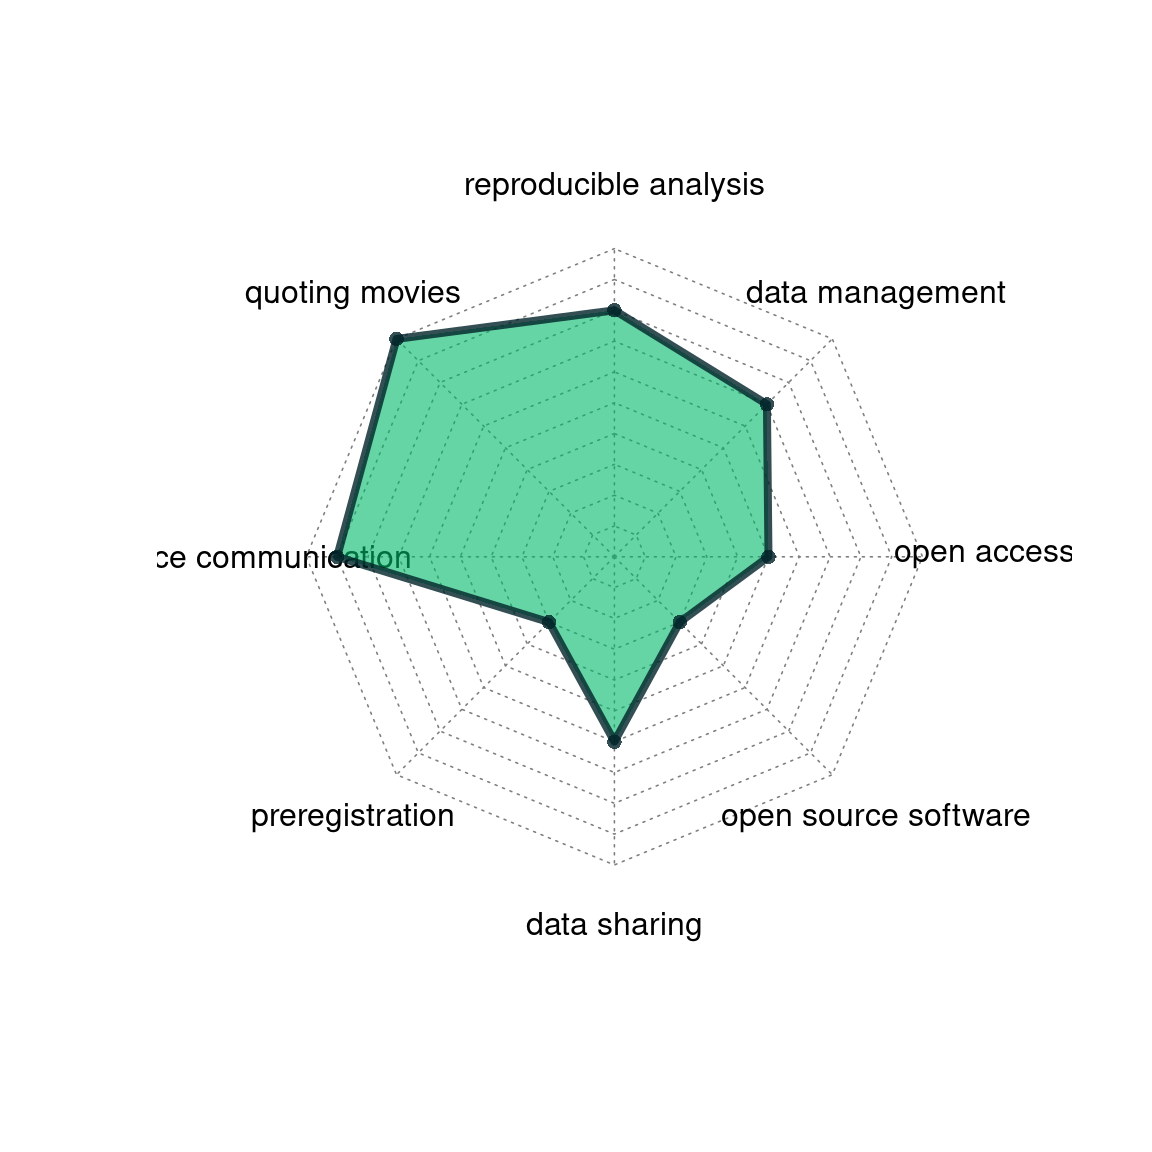 reproducible analysis
quoting movies
data management
ce communication
open access
preregistration
open source software
data sharing